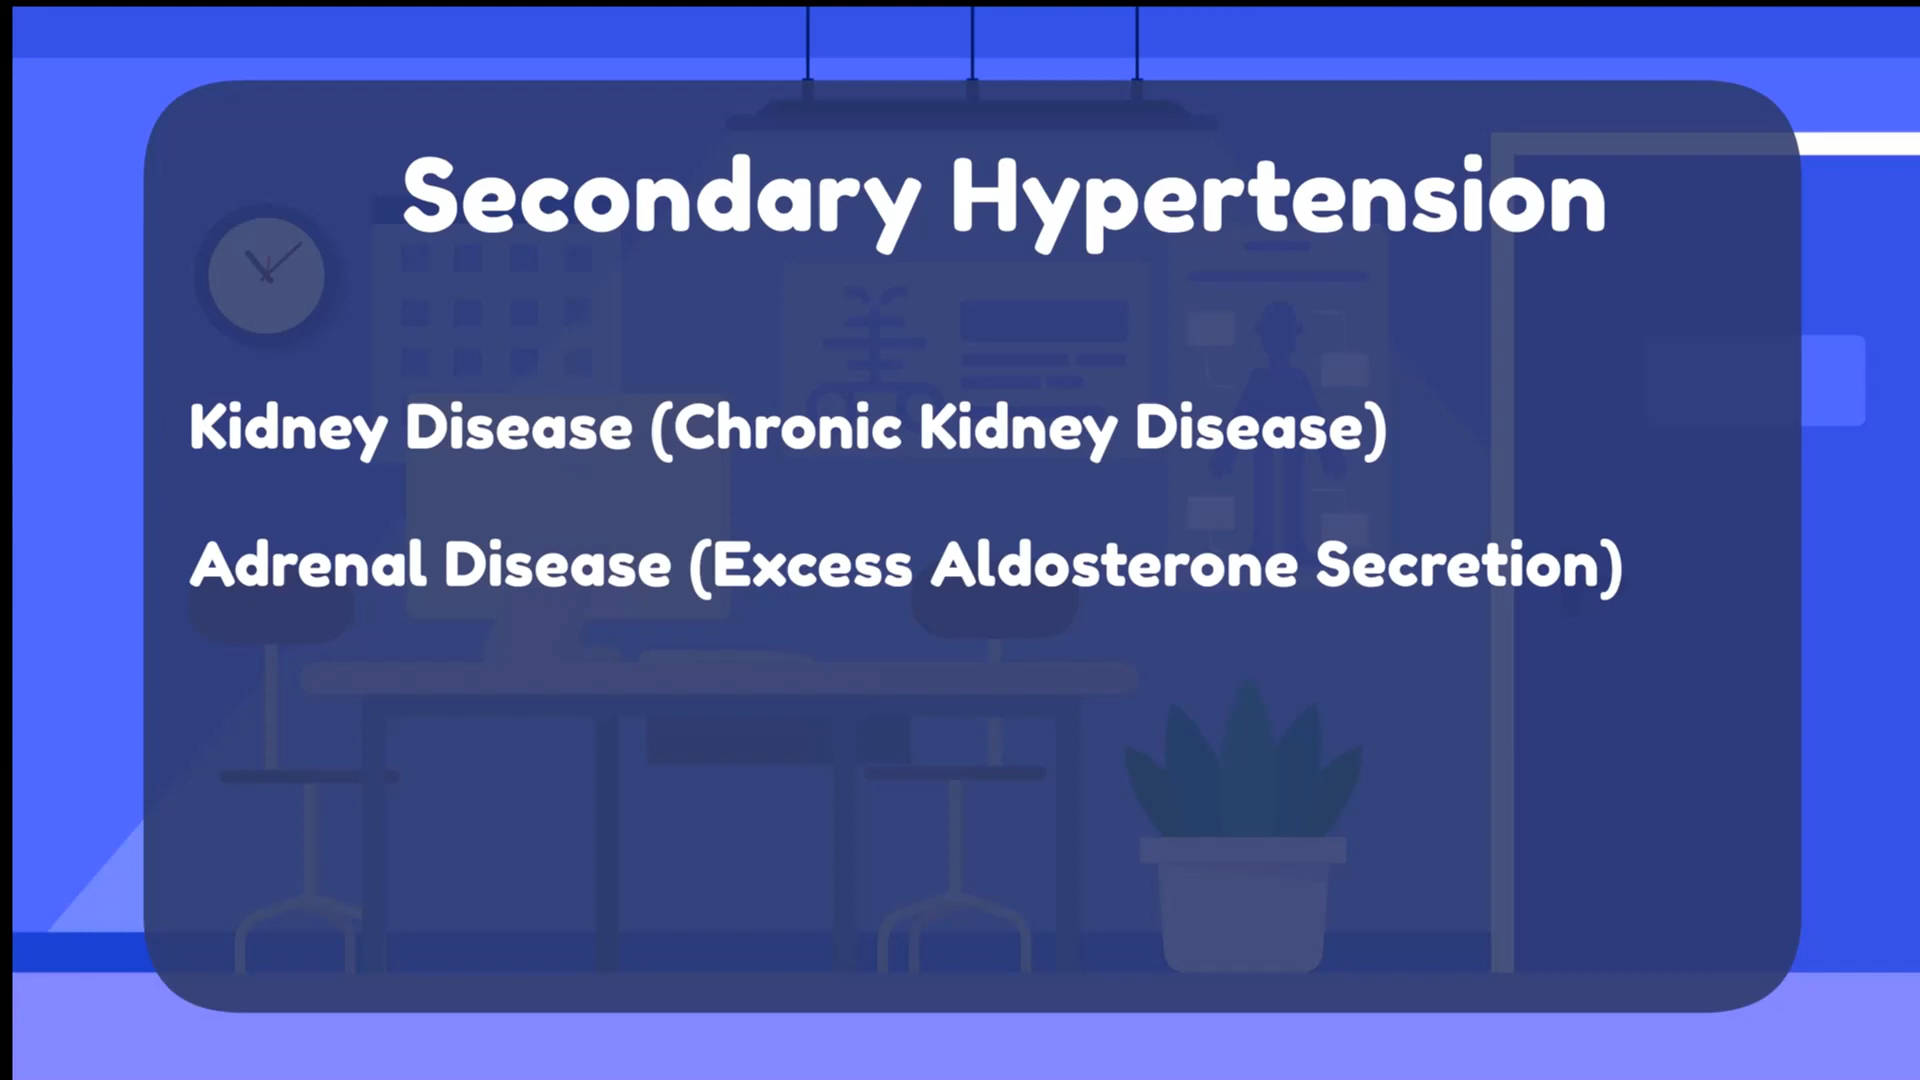 Secondary Hypertension
Kidney Disease (Chronic Kidney Disease)
Adrenal Disease (Excess Aldosterone Secretion)